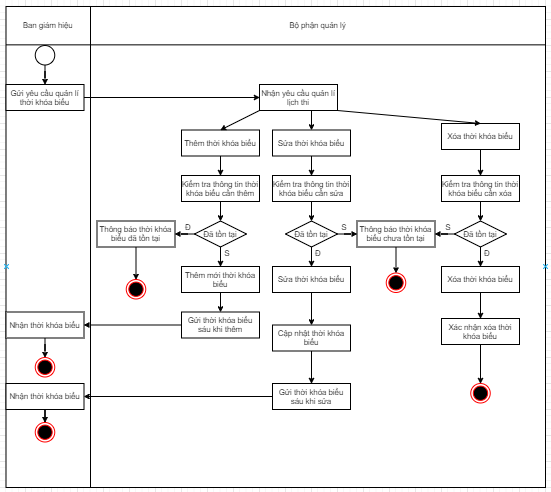 Ban giám hiệu
Bộ phận quản lý
Gửi yêu cầu quản lí
thời khóa biểu
Nhận yêu cầu quản lí
lịch thi
Thêm thời khóa biểu
Sửa thời khóa biểu
Xóa thời khóa biểu
Kiểm tra thông tin thời
khóa biểu cần thêm
Kiểm tra thông tin thời
khóa biểu cần sửa
Kiểm tra thông tin thời
khóa biểu cần xóa
Thông báo thời khóa
biểu đã tồn tại
Đ
Đã tồn tại
S
Đã tồn tại
S
Đ
Thông báo thời khóa
biểu chưa tồn tại
S
Đã tồn tại
Đ
Thêm mới thời khóa
biểu
Sửa thời khóa biểu
Xóa thời khóa biểu
Nhận thời khóa biểu
Gửi thời khóa biểu
sáu khi thêm
Cập nhật thời khóa
biểu
Xác nhận xóa thời
khóa biểu
Nhận thời khóa biểu
Gửi thời khóa biểu
sáu khi sửa